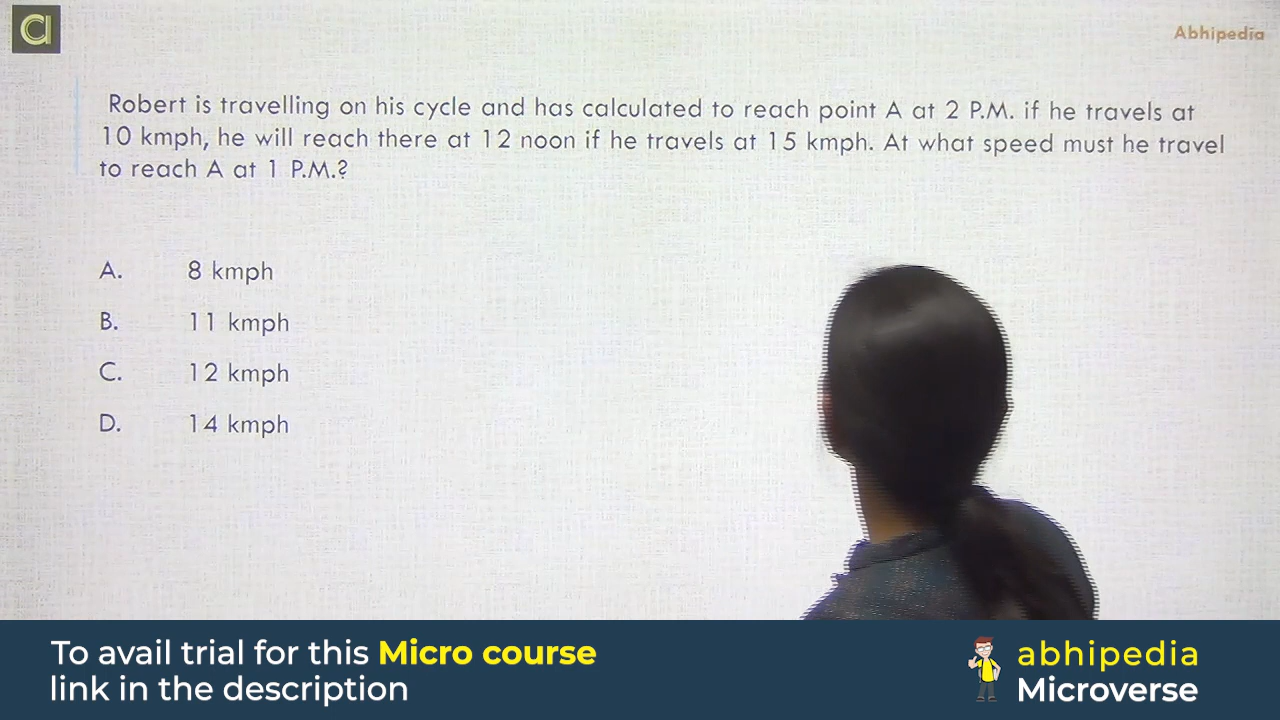 Abhipedia
Robert is travelling on his cycle and has calculated to reach point A at 2 P.M. if he travels at
10 kmph, he will reach there at 12 noon if he travels at 15 kmph. At what speed must he travel
to reach A at 1 P.M.?
A. 8 kmph
B. 11 kmph
C. 12 kmph
D. 14 kmph
To avail trial for this Micro course
link in the description
abhipedia
Microverse